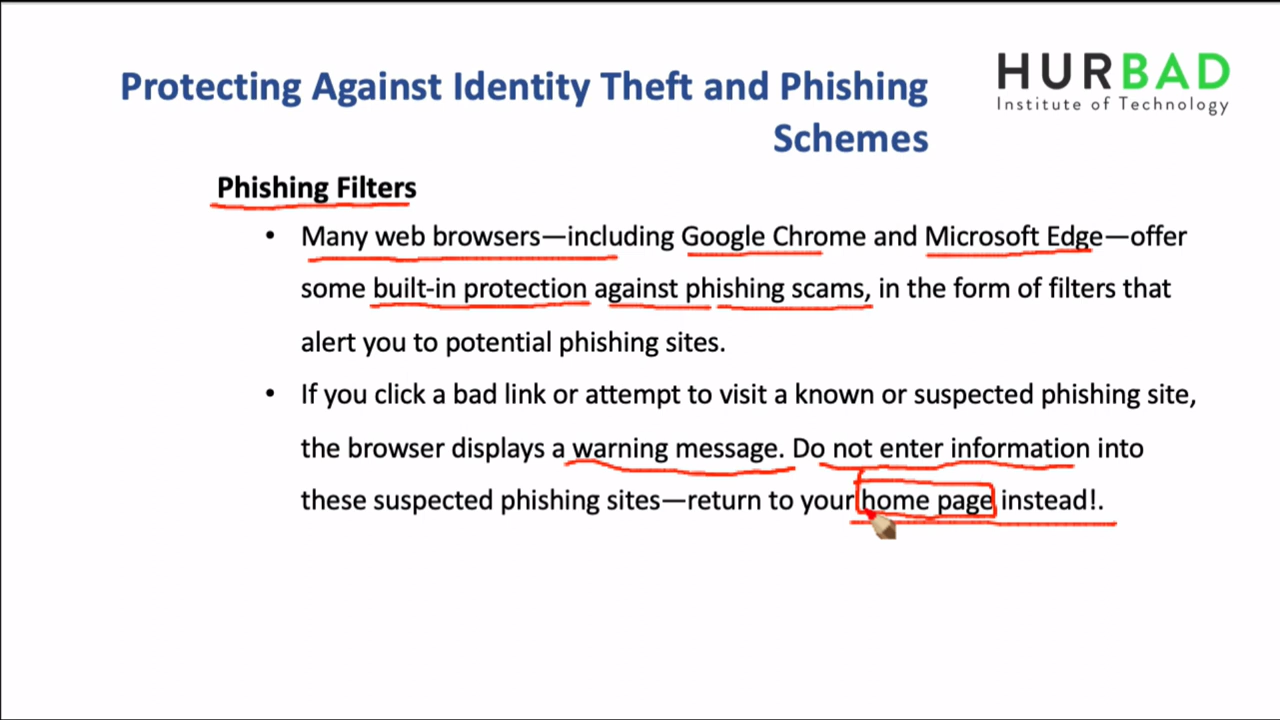 HURBAD
Institute of Technology
Protecting Against Identity Theft and Phishing
Schemes
Phishing Filters
• Many web browsers—including Google Chrome and Microsoft Edge—offer
some built-in protection against phishing scams, in the form of filters that
alert you to potential phishing sites.
• If you click a bad link or attempt to visit a known or suspected phishing site,
the browser displays a warning message. Do not enter information into
these suspected phishing sites—return to your home page instead!.